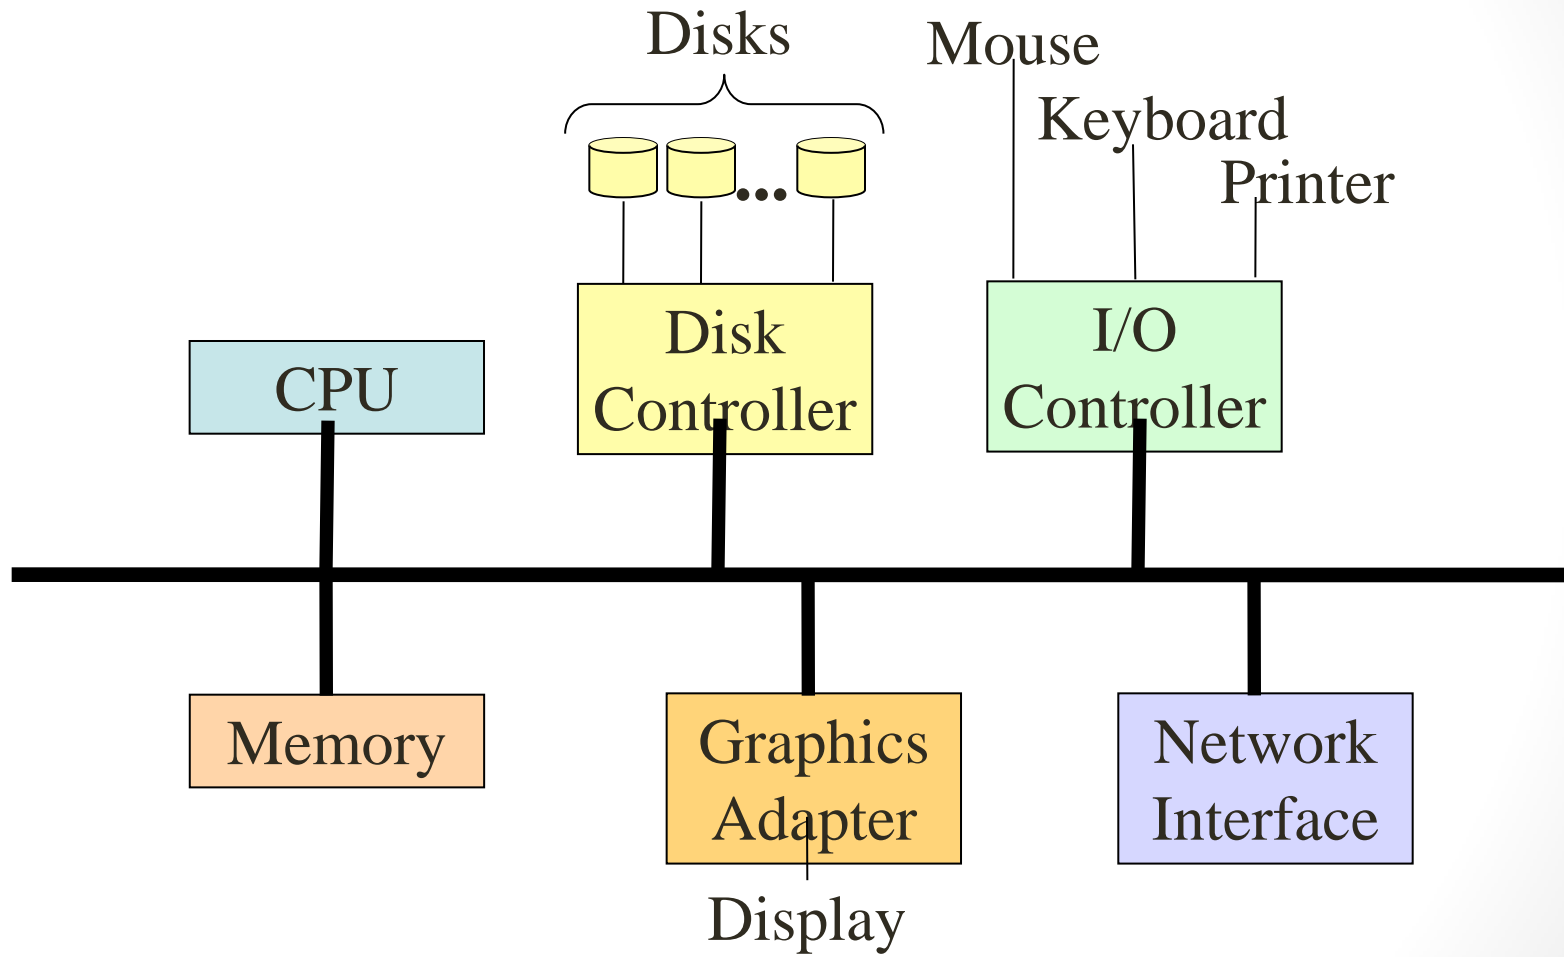 Disks
Mouse
Keyboard
Printer
CPU
Disk
Controller
I/O
Controller
Memory
Graphics
Adapter
Network
Interface
Display